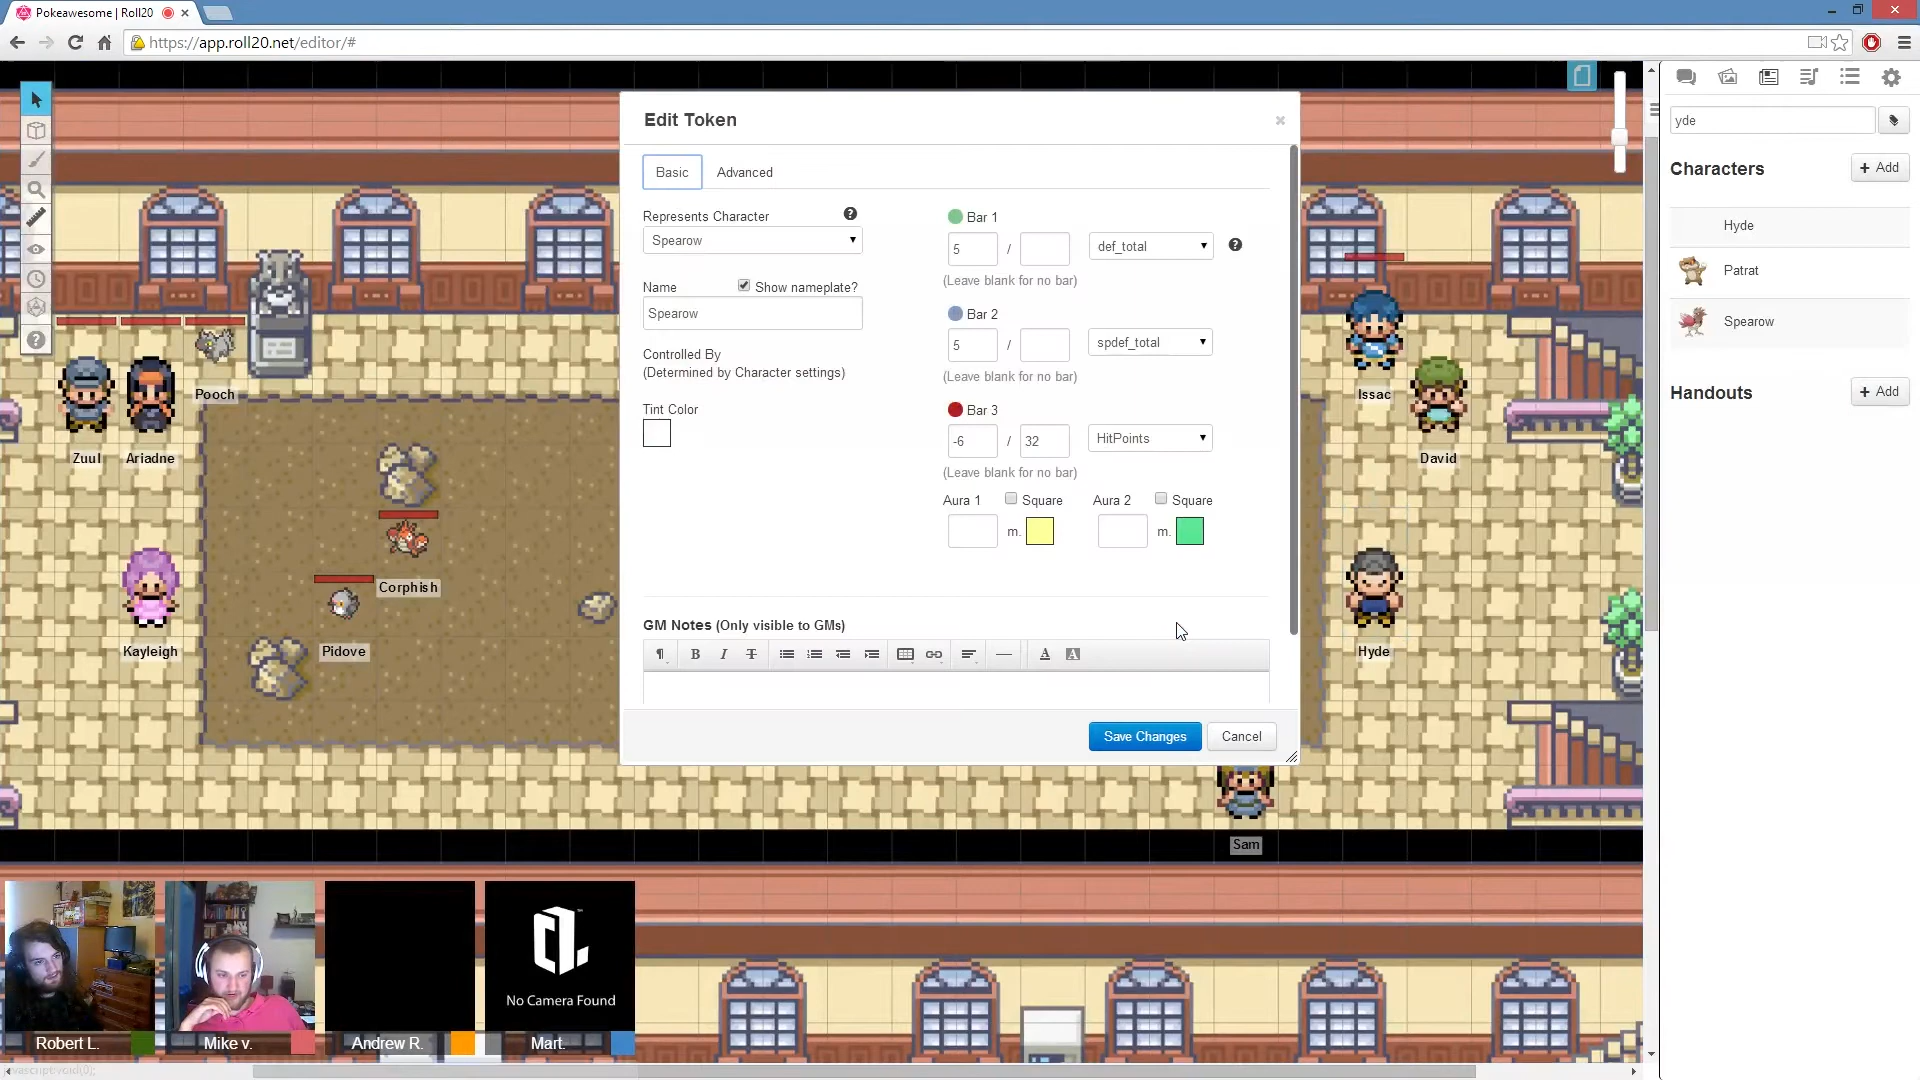 Pokeawesome | Roll20
https://app.roll20.net/editor/#
Edit Token
Basic
Advanced
Represents Character
Spearow
Name
Show nameplate?
Spearow
Controlled By
(Determined by Character settings)
Tint Color
Bar 1
5 / def_total
(Leave blank for no bar)
Bar 2
5 / spdef_total
(Leave blank for no bar)
Bar 3
-6 / 32 HitPoints
(Leave blank for no bar)
Aura 1 Square Aura 2 Square
m. m.
GM Notes (Only visible to GMs)
Save Changes
Cancel
yde
Characters
+ Add
Hyde
Patrat
Spearow
Handouts
+ Add
Pooch
Zuul
Ariadne
Corphish
Kayleigh
Pidove
Issac
David
Hyde
Sam
No Camera Found
Robert L.
Mike v.
Andrew R.
Mart.
javascript:void(0);